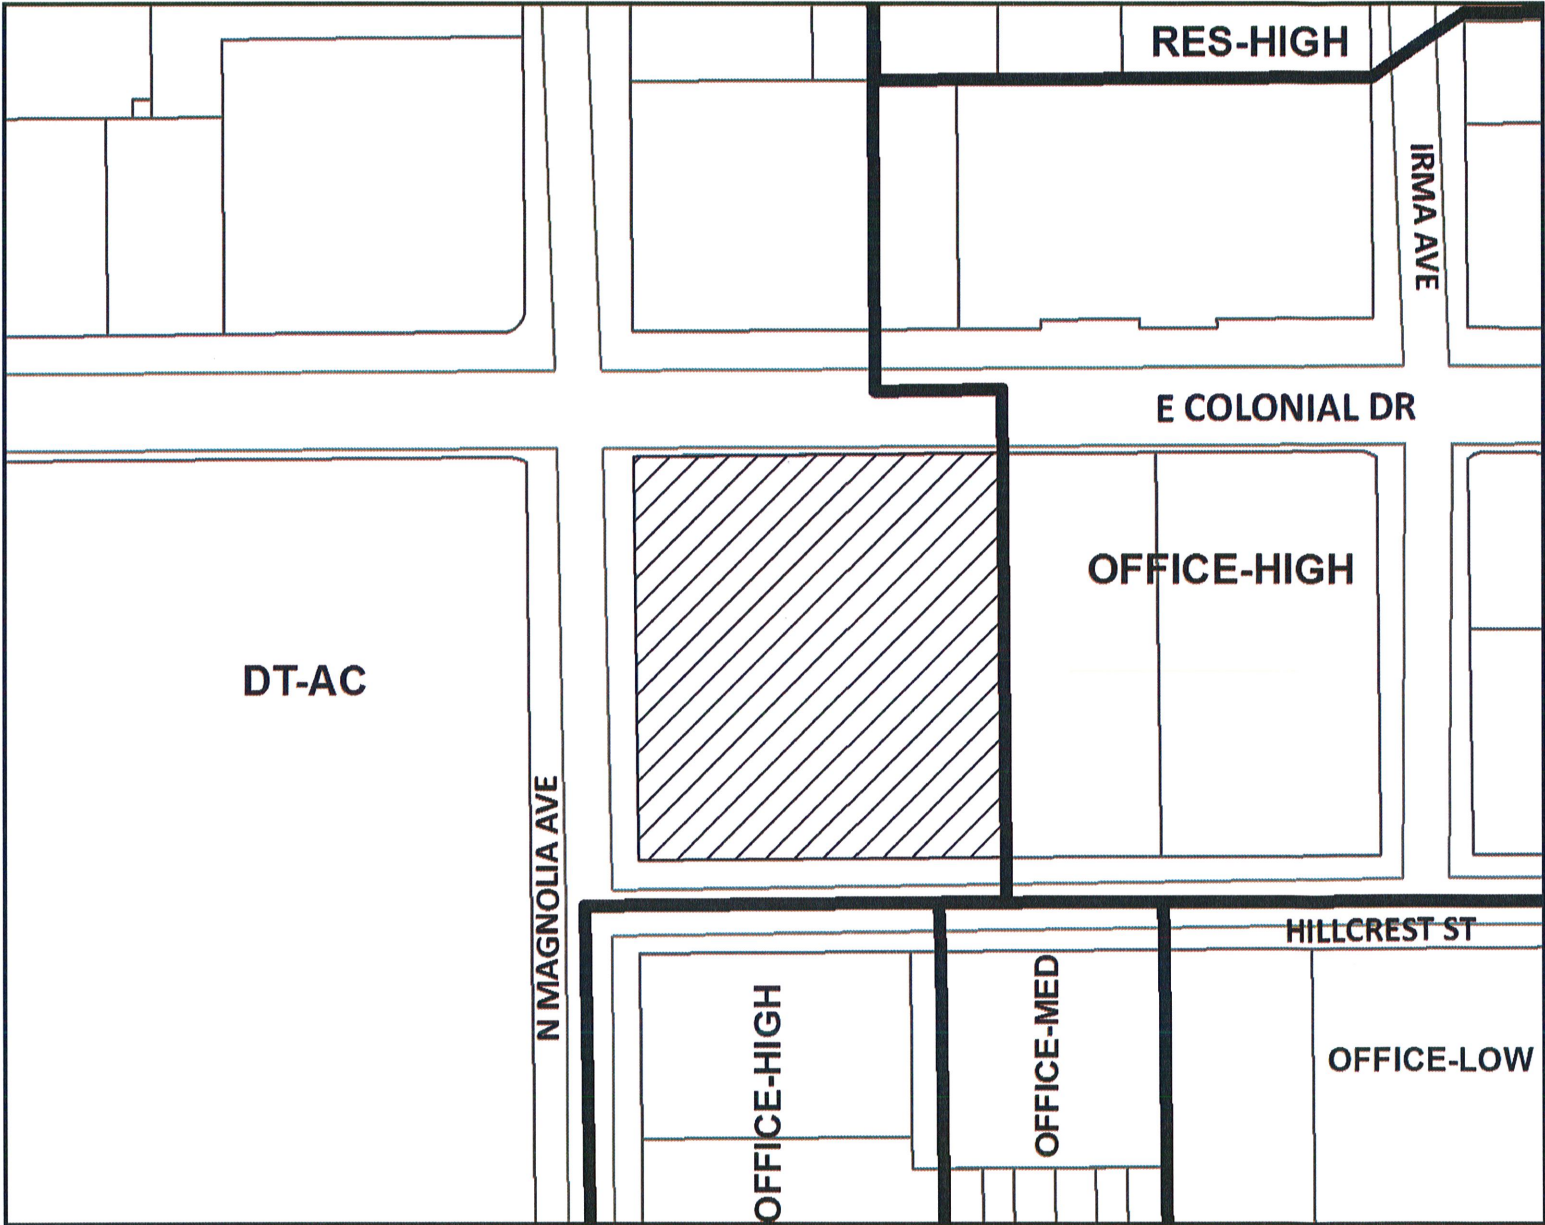 RES-HIGH
IRMA AVE
E COLONIAL DR
OFFICE-HIGH
DT-AC
N MAGNOLIA AVE
HILLCREST ST
OFFICE-HIGH
OFFICE-MED
OFFICE-LOW